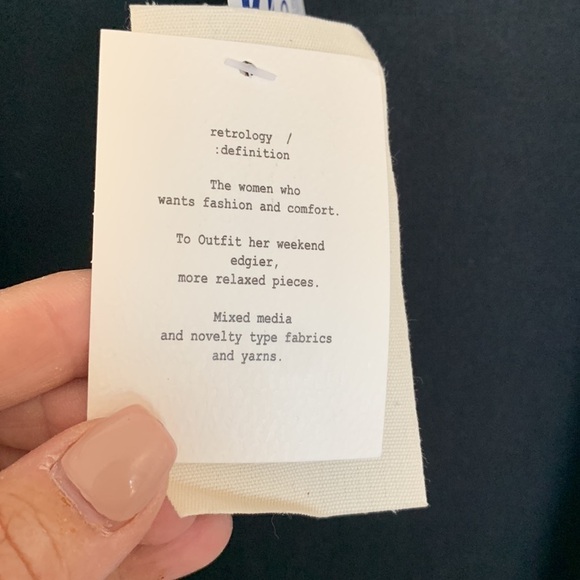 retrology /
:definition
The women who
wants fashion and comfort.
To Outfit her weekend
edgier,
more relaxed pieces.
Mixed media
and novelty type fabrics
and yarns.